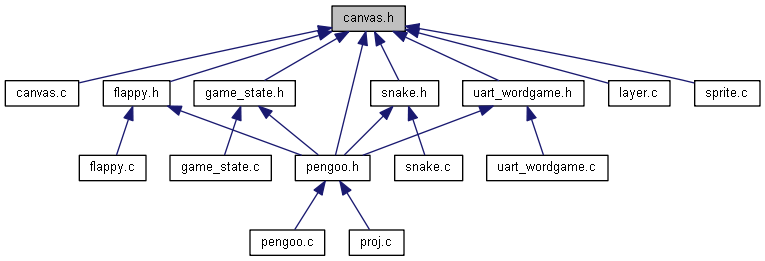 canvas.h
canvas.c
flappy.h
game_state.h
snake.h
uart_wordgame.h
layer.c
sprite.c
flappy.c
game_state.c
pengoo.h
snake.c
uart_wordgame.c
pengoo.c
proj.c